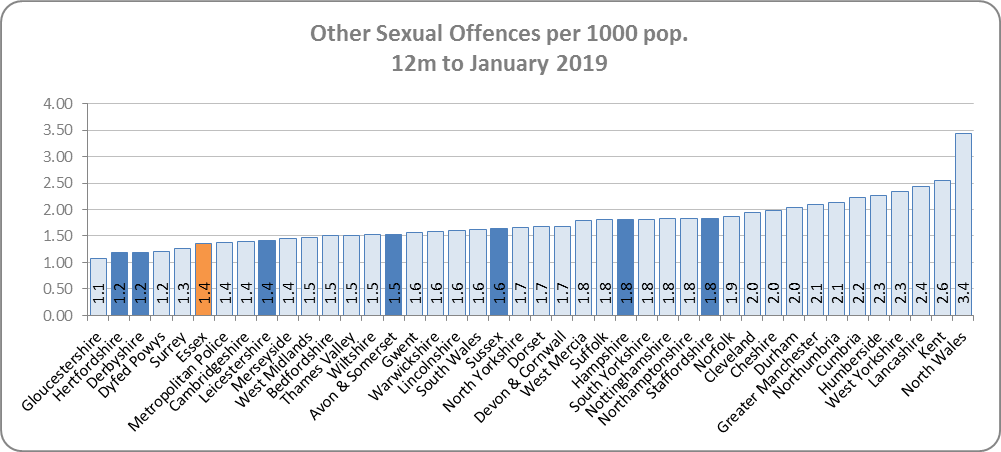 Other Sexual Offences per 1000 pop.
12m to January 2019
4.00
3.50
3.00
2.50
2.00
1.50
1.00
0.50
0.00
1.1
1.2
1.2
1.2
1.3
1.4
1.4
1.4
1.4
1.4
1.5
1.5
1.5
1.5
1.5
1.6
1.6
1.6
1.6
1.6
1.7
1.7
1.7
1.8
1.8
1.8
1.8
1.8
1.8
1.8
1.9
2.0
2.0
2.0
2.1
2.1
2.2
2.3
2.3
2.4
2.6
3.4
Gloucestershire
Hertfordshire
Derbyshire
Dyfed Powys
Surrey
Essex
Metropolitan Police
Cambridgeshire
Leicestershire
Merseyside
West Midlands
Bedfordshire
Thames Valley
Wiltshire
Avon & Somerset
Gwent
Warwickshire
Lincolnshire
South Wales
Sussex
North Yorkshire
Dorset
Devon & Cornwall
West Mercia
Suffolk
Hampshire
South Yorkshire
Nottinghamshire
Northamptonshire
Staffordshire
Norfolk
Cleveland
Cheshire
Durham
Greater Manchester
Northumbria
Cumbria
Humberside
West Yorkshire
Lancashire
Kent
North Wales